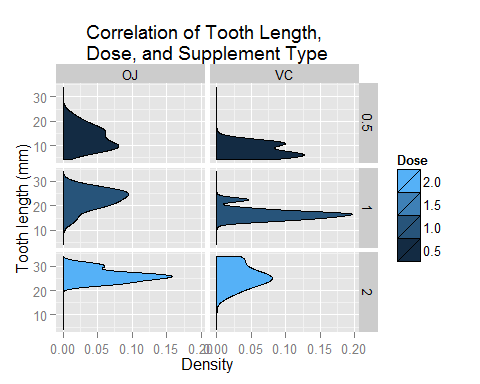 Correlation of Tooth Length,
Dose, and Supplement Type
OJ VC
30
20
10
0.5
30
20
10
1
30
20
10
2
Tooth length (mm)
0.00 0.05 0.10 0.15 0.20 0.00 0.05 0.10 0.15 0.20
Density
Dose
2.0
1.5
1.0
0.5